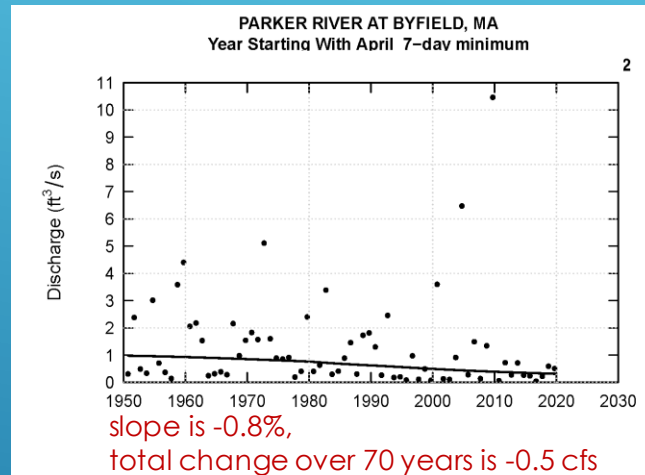 PARKER RIVER AT BYFIELD, MA
Year Starting With April 7-day minimum
2
11
10
9
8
7
6
5
4
3
2
1
0
Discharge (ft³/s)
1950 1960 1970 1980 1990 2000 2010 2020 2030
slope is -0.8%,
total change over 70 years is -0.5 cfs